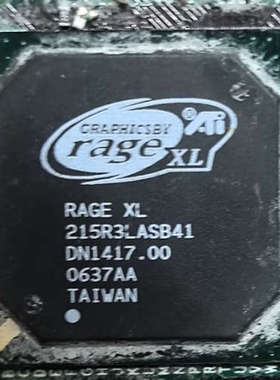 GRAPHICS BY
ATi
rage
XL
RAGE XL
215R3LASB41
DN1417.00
0637AA
TAIWAN